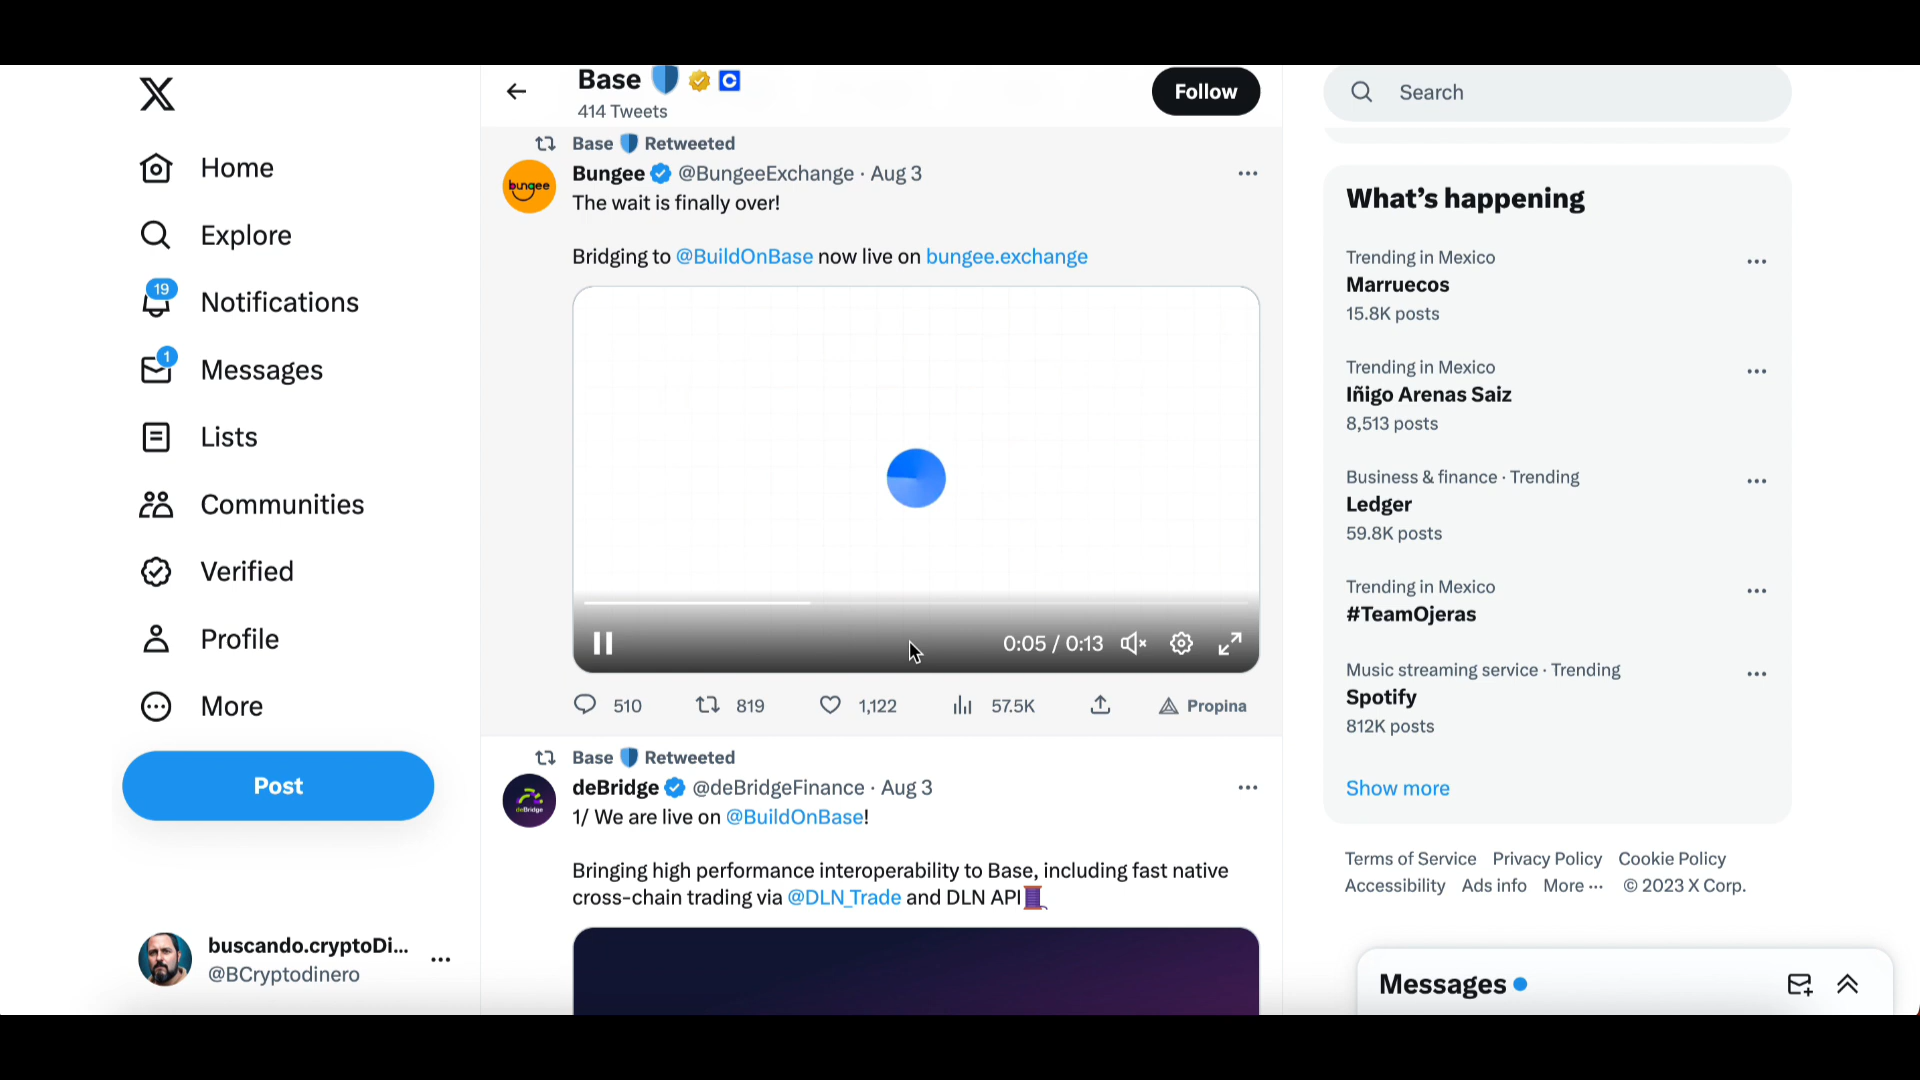 Home
Explore
19
Notifications
1
Messages
Lists
Communities
Verified
Profile
More
Post
buscando.cryptoDi...
@BCryptodinero
Base
414 Tweets
Follow
Base Retweeted
bungee
Bungee @BungeeExchange · Aug 3
The wait is finally over!
Bridging to @BuildOnBase now live on bungee.exchange
0:05 / 0:13
510 819 1,122 57.5K Propina
Base Retweeted
deBridge
deBridge @deBridgeFinance · Aug 3
1/ We are live on @BuildOnBase!
Bringing high performance interoperability to Base, including fast native
cross-chain trading via @DLN_Trade and DLN API
Search
What's happening
Trending in Mexico
Marruecos
15.8K posts
Trending in Mexico
Iñigo Arenas Saiz
8,513 posts
Business & finance · Trending
Ledger
59.8K posts
Trending in Mexico
#TeamOjeras
Music streaming service · Trending
Spotify
812K posts
Show more
Terms of Service Privacy Policy Cookie Policy
Accessibility Ads info More ··· © 2023 X Corp.
Messages